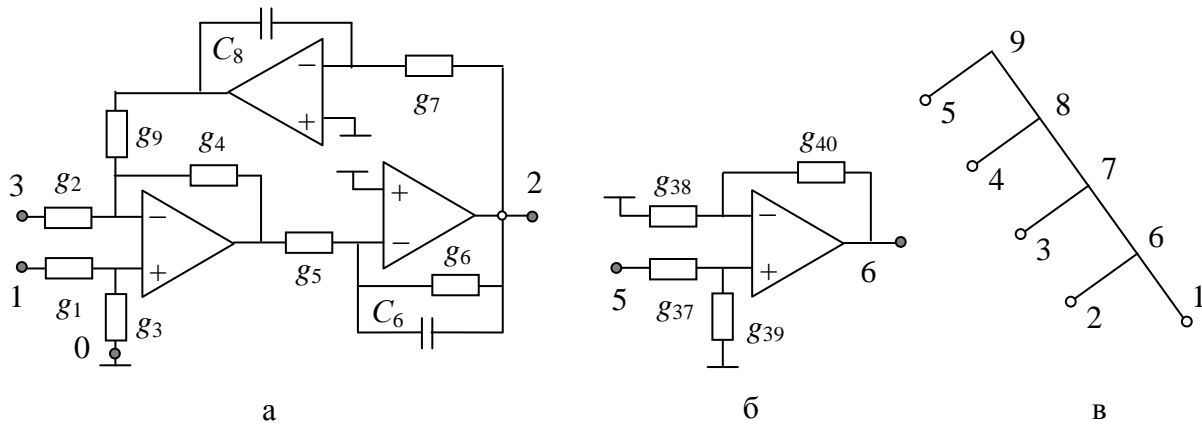 C₈
−
+
g₇
g₉
g₄
3
g₂
−
+
1
g₁
g₃
0
g₅
+
−
g₆
C₆
2
а
g₃₈
g₄₀
−
+
5
g₃₇
g₃₉
6
б
9
5
8
4
7
3
6
2
1
в